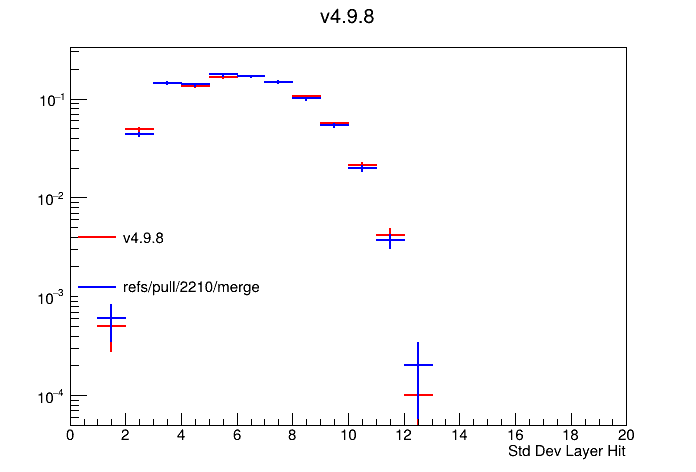 v4.9.8
10⁻¹
10⁻²
v4.9.8
refs/pull/2210/merge
10⁻³
10⁻⁴
0 2 4 6 8 10 12 14 16 18 20
Std Dev Layer Hit